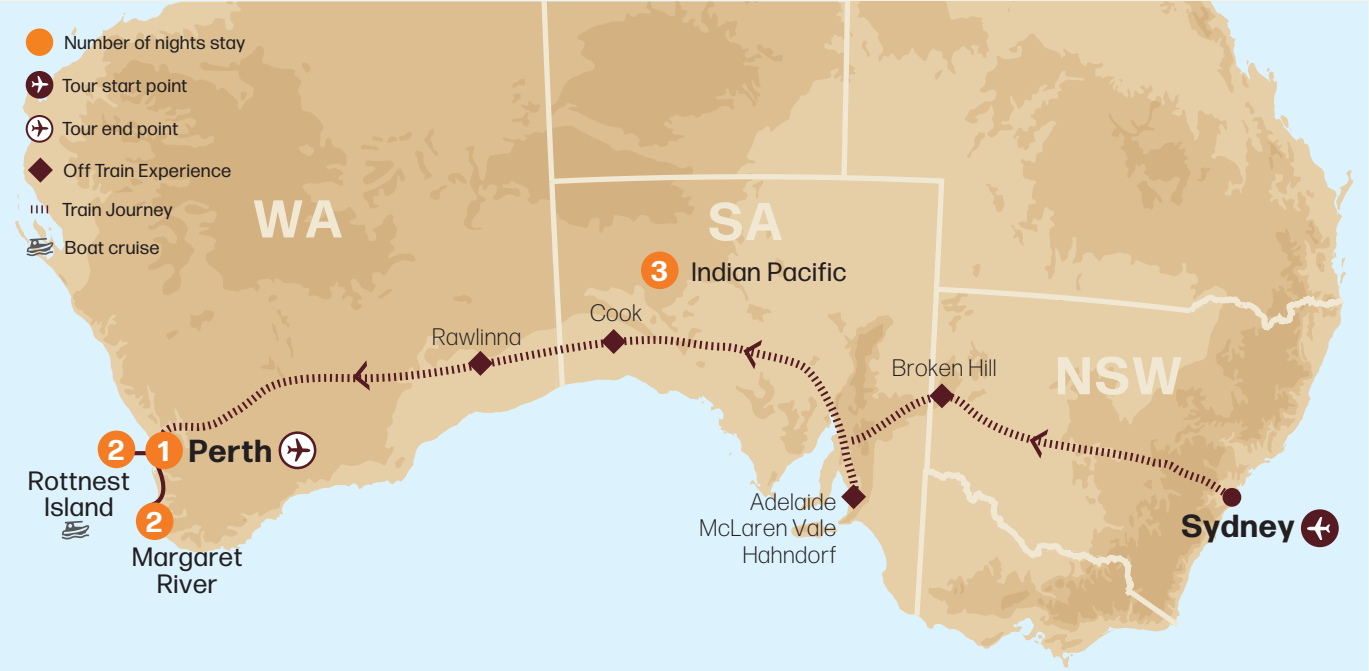 Number of nights stay
Tour start point
Tour end point
Off Train Experience
Train Journey
Boat cruise
WA
SA
3 Indian Pacific
Cook
Rawlinna
Broken Hill
NSW
2 1 Perth
Rottnest
Island
2
Margaret
River
Adelaide
McLaren Vale
Hahndorf
Sydney